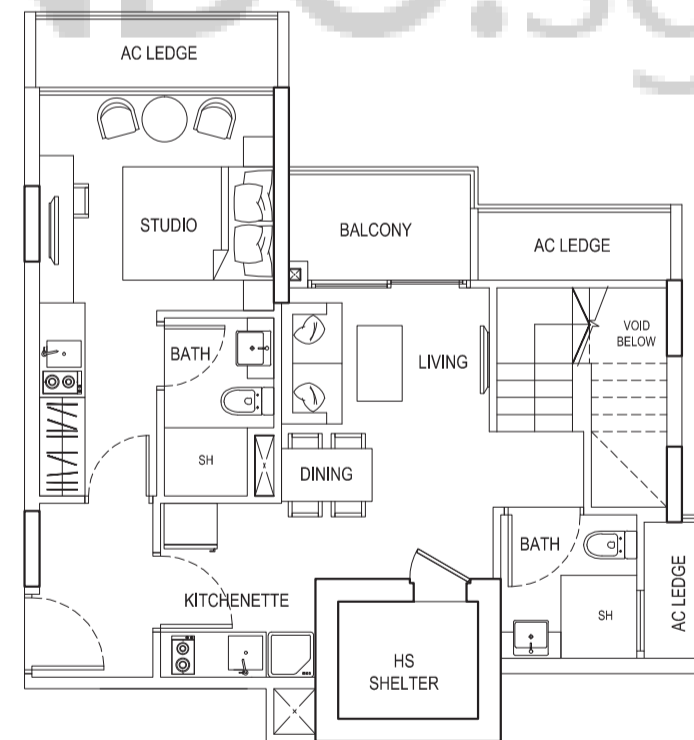 AC LEDGE
STUDIO
BALCONY
AC LEDGE
VOID
BELOW
BATH
LIVING
SH
DINING
BATH
KITCHENETTE
SH
AC LEDGE
HS
SHELTER